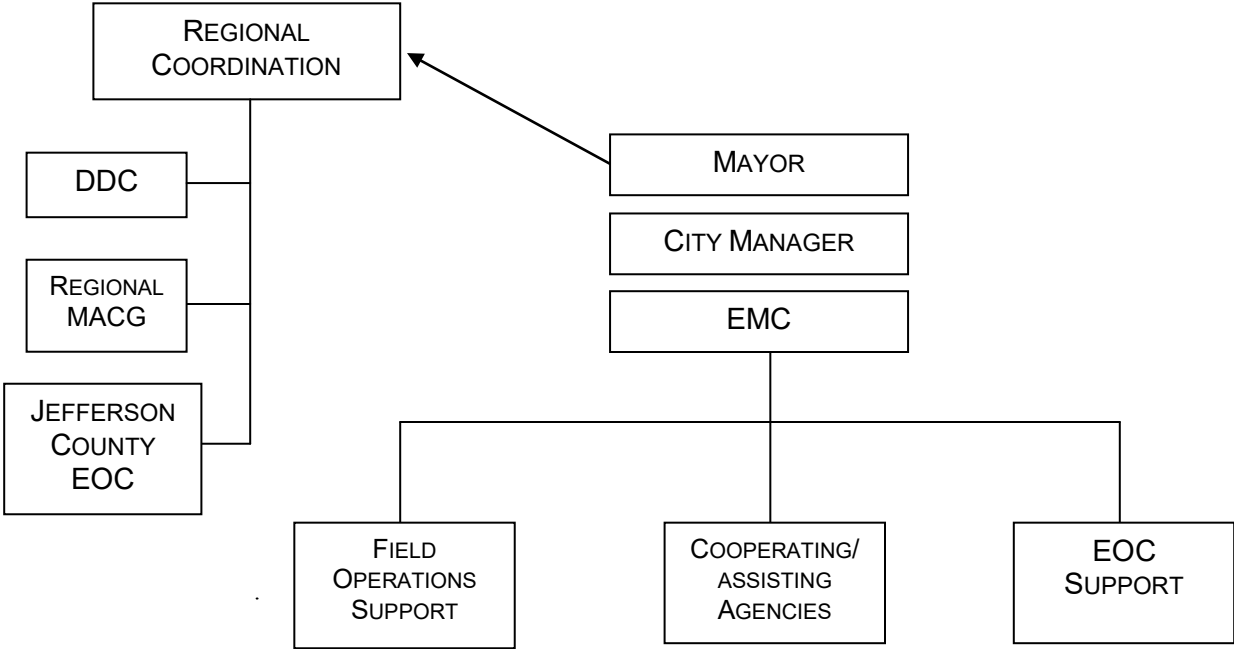 REGIONAL
COORDINATION
MAYOR
DDC
CITY MANAGER
REGIONAL
MACG
EMC
JEFFERSON
COUNTY
EOC
FIELD
OPERATIONS
SUPPORT
COOPERATING/
ASSISTING
AGENCIES
EOC
SUPPORT
.